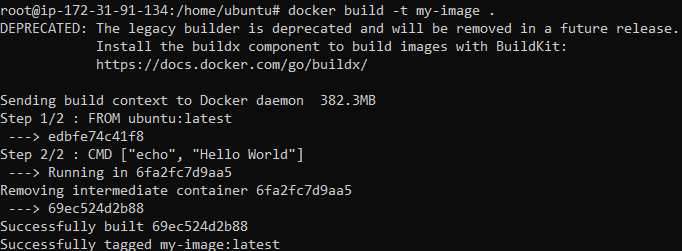 root@ip-172-31-91-134:/home/ubuntu# docker build -t my-image .
DEPRECATED: The legacy builder is deprecated and will be removed in a future release.
            Install the buildx component to build images with BuildKit:
            https://docs.docker.com/go/buildx/

Sending build context to Docker daemon  382.3MB
Step 1/2 : FROM ubuntu:latest
 ---> edbfe74c41f8
Step 2/2 : CMD ["echo", "Hello World"]
 ---> Running in 6fa2fc7d9aa5
Removing intermediate container 6fa2fc7d9aa5
 ---> 69ec524d2b88
Successfully built 69ec524d2b88
Successfully tagged my-image:latest